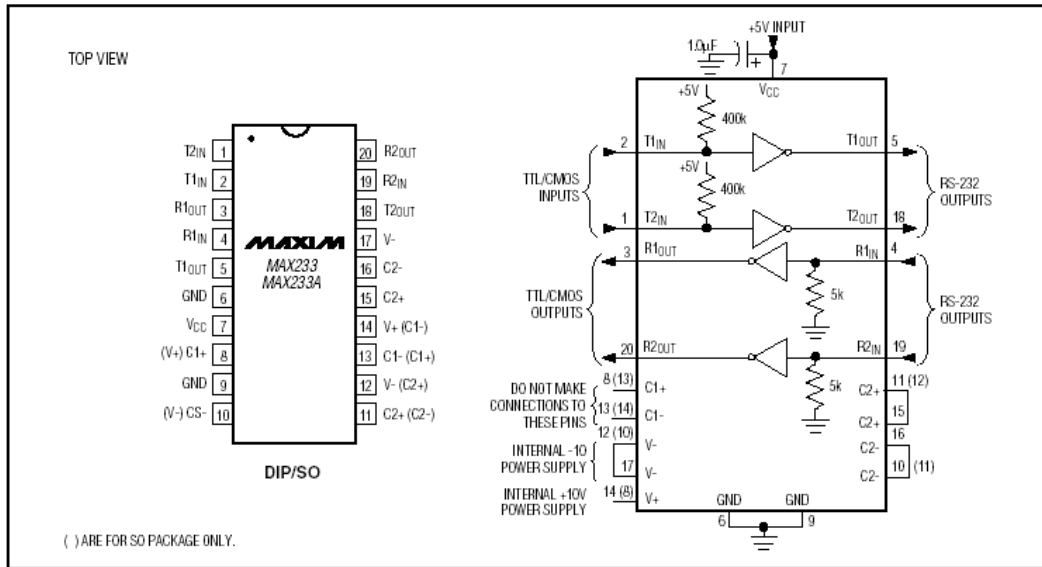 TOP VIEW
T2IN 1
T1IN 2
R1OUT 3
R1IN 4
T1OUT 5
GND 6
VCC 7
(V+) C1+ 8
GND 9
(V-) CS- 10
20 R2OUT
19 R2IN
18 T2OUT
17 V-
16 C2-
15 C2+
14 V+ (C1-)
13 C1- (C1+)
12 V- (C2+)
11 C2+ (C2-)
MAXIM
MAX233
MAX233A
DIP/SO
( ) ARE FOR SO PACKAGE ONLY.
+5V INPUT
1.0µF
+
7
VCC
+5V
400k
2 T1IN
T1OUT 5
+5V
400k
TTL/CMOS
INPUTS
RS-232
OUTPUTS
1 T2IN
T2OUT 18
3 R1OUT
R1IN 4
5k
TTL/CMOS
OUTPUTS
RS-232
OUTPUTS
20 R2OUT
R2IN 19
5k
DO NOT MAKE
CONNECTIONS TO
THESE PINS
8 (13) C1+
13 (14) C1-
INTERNAL -10
POWER SUPPLY
12 (10) V-
17 V-
INTERNAL +10V
POWER SUPPLY
14 (8) V+
C2+ 11 (12)
C2+ 15
C2- 16
C2- 10 (11)
GND GND
6 9